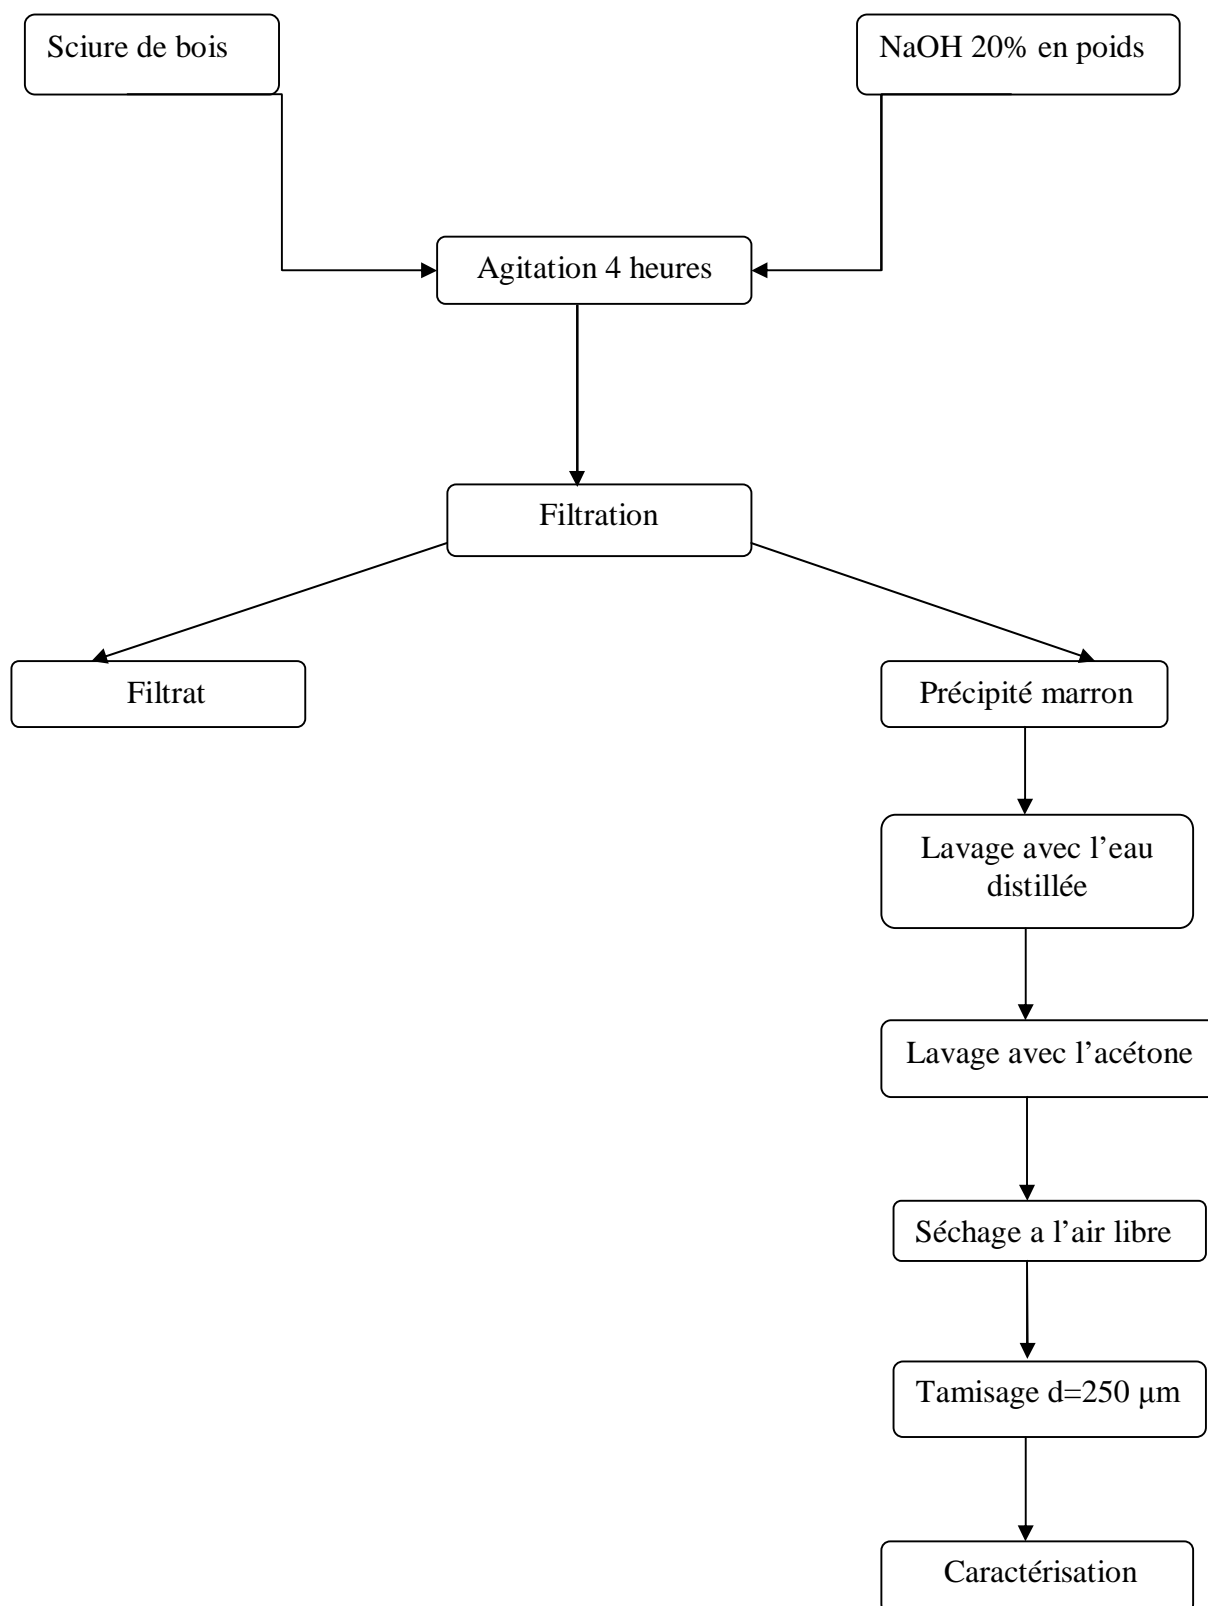 Sciure de bois
NaOH 20% en poids
Agitation 4 heures
Filtration
Filtrat
Précipité marron
Lavage avec l’eau
distillée
Lavage avec l’acétone
Séchage a l’air libre
Tamisage d=250 µm
Caractérisation